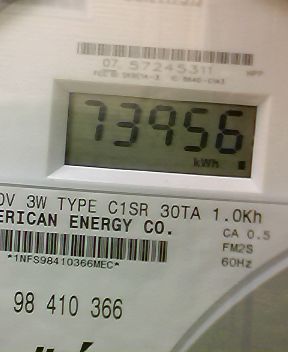 07 57245311
73956
kWh
0V 3W TYPE C1SR 30TA 1.0Kh
ERICAN ENERGY CO.
CA 0.5
FM2S
60Hz
*1NFS98410366MEC*
98 410 366